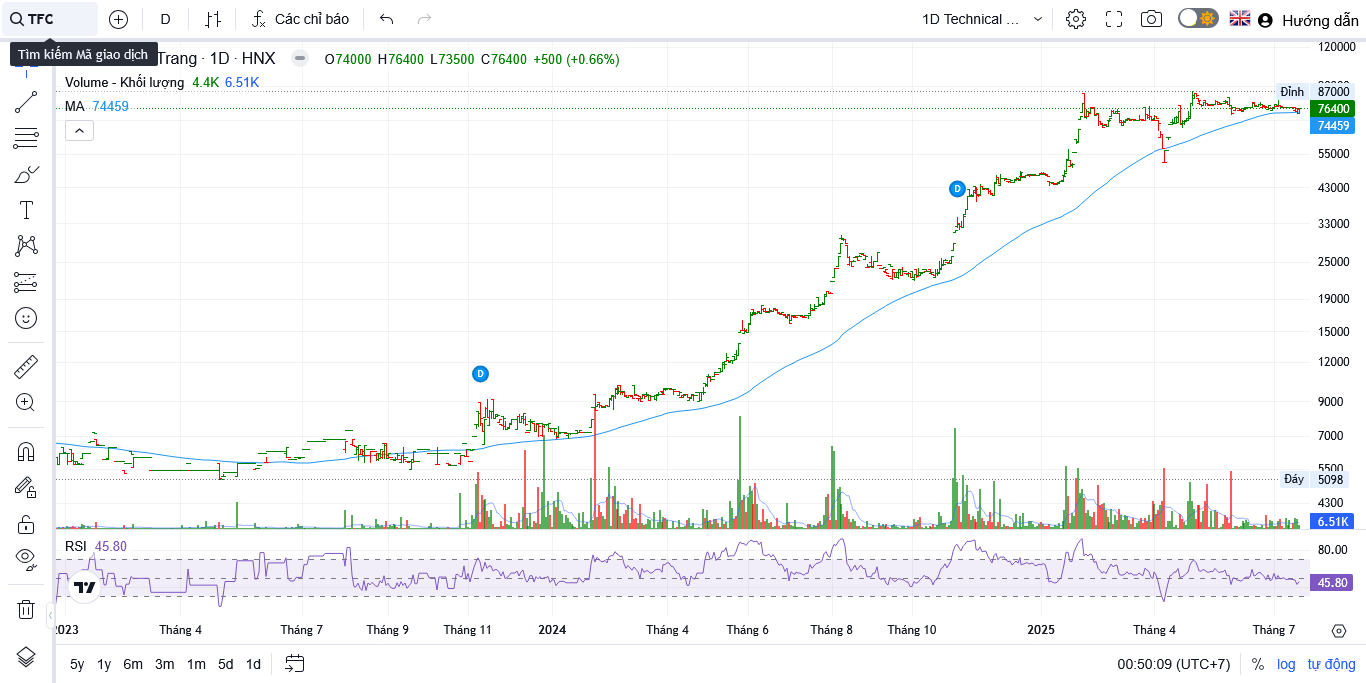 TFC
D
Các chỉ báo
1D Technical ...
Hướng dẫn
Tìm kiếm Mã giao dịch
Trang · 1D · HNX
O74000 H76400 L73500 C76400 +500 (+0.66%)
Volume - Khối lượng 4.4K 6.51K
MA 74459
120000
Đỉnh 87000
76400
74459
55000
43000
33000
25000
19000
15000
12000
9000
7000
5500
Đáy 5098
4300
6.51K
D
D
RSI 45.80
80.00
45.80
2023 Tháng 4 Tháng 7 Tháng 9 Tháng 11 2024 Tháng 4 Tháng 6 Tháng 8 Tháng 10 2025 Tháng 4 Tháng 7
5y 1y 6m 3m 1m 5d 1d
00:50:09 (UTC+7) % log tự động